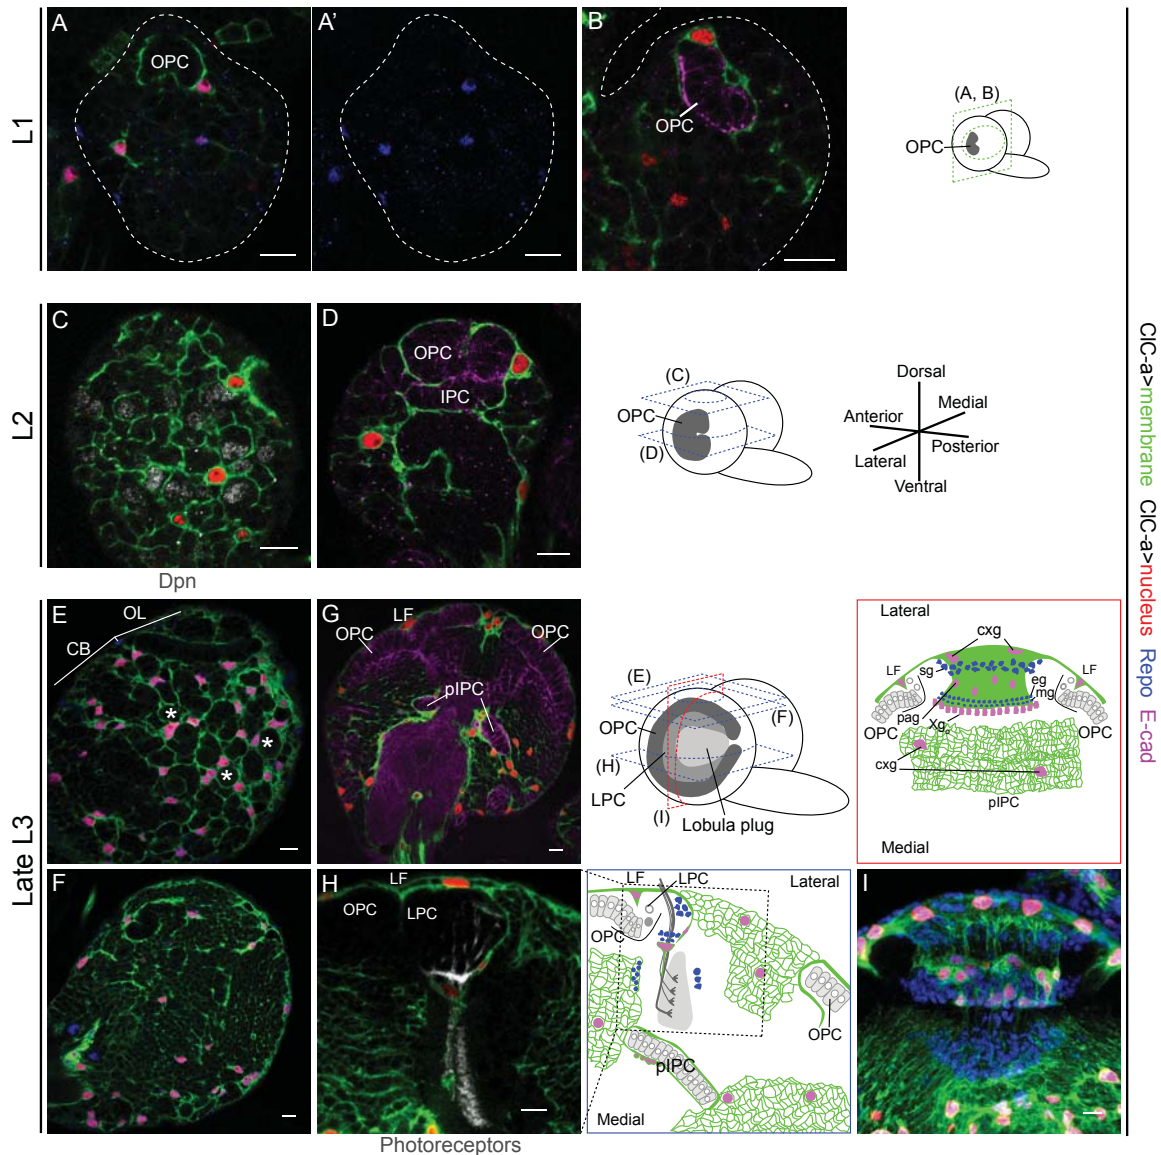 L1
A
OPC
A'
B
OPC
(A, B)
OPC
L2
C
Dpn
D
OPC
IPC
(C)
OPC
(D)
Dorsal
Medial
Anterior
Posterior
Lateral
Ventral
Late L3
E
OL
CB
*
*
*
G
LF
OPC
OPC
pIPC
(E)
OPC
(F)
(H)
LPC
(I)
Lobula plug
Lateral
cxg
LF
sg
LF
eg
mg
pag
Xgo
OPC
OPC
cxg
pIPC
Medial
F
H
LF
OPC
LPC
Photoreceptors
LF
LPC
Lateral
OPC
OPC
pIPC
Medial
I
ClC-a>membrane ClC-a>nucleus Repo E-cad